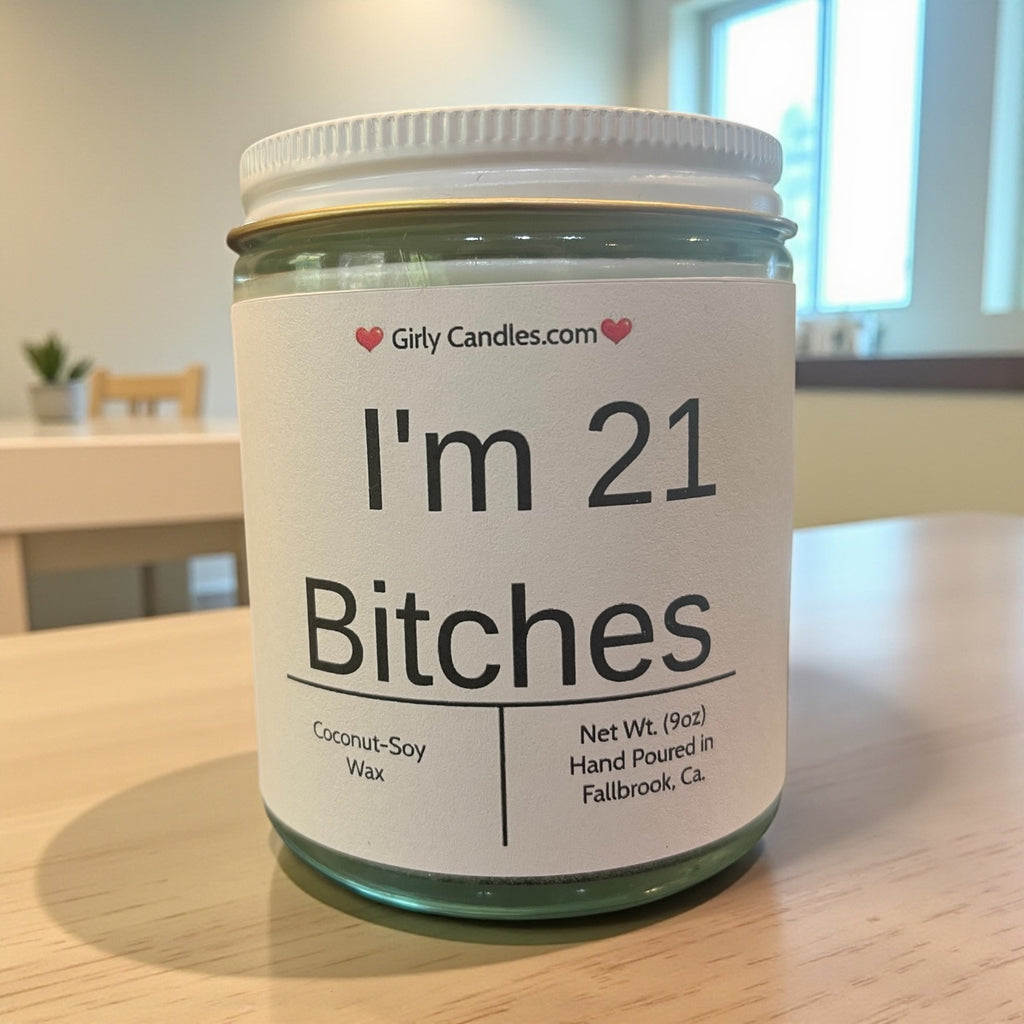 ❤️ Girly Candles.com ❤️
I'm 21
Bitches
Coconut-Soy
Wax
Net Wt. (9oz)
Hand Poured in
Fallbrook, Ca.